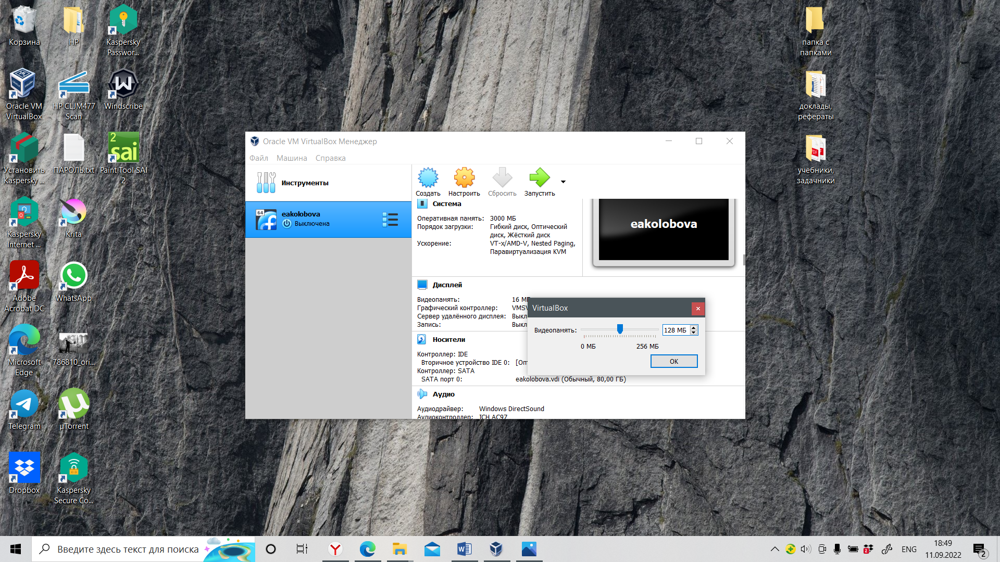 Корзина
HP
Kaspersky
Passwor...
Oracle VM
VirtualBox
HP CLJM477
Scan
Windscribe
Установить
Kaspersky ...
ПАРОЛЬ.txt
2
sai
Paint Tool SAI
2
Kaspersky
Internet ...
Krita
Adobe
Acrobat DC
WhatsApp
Microsoft
Edge
786810_ori...
Telegram
µTorrent
Dropbox
Kaspersky
Secure Co...
папка с
папками
доклады,
рефераты
PDF
учебники,
задачники
Oracle VM VirtualBox Менеджер
Файл Машина Справка
Инструменты
64
eakolobova
Выключена
Создать Настроить Сбросить Запустить
Система
Оперативная память: 3000 МБ
Порядок загрузки: Гибкий диск, Оптический
диск, Жёсткий диск
Ускорение: VT-x/AMD-V, Nested Paging,
Паравиртуализация KVM
eakolobova
Дисплей
Видеопамять: 16 МБ
Графический контроллер: VMSV
Сервер удалённого дисплея: Выкл
Запись: Выкл
Носители
Контроллер: IDE
Вторичное устройство IDE 0: [Опт
Контроллер: SATA
SATA порт 0: eakolobova.vdi (Обычный, 80,00 ГБ)
Аудио
Аудиодрайвер: Windows DirectSound
Аудиоконтроллер: ICH AC97
VirtualBox
Видеопамять: 128 МБ
0 МБ 256 МБ
OK
Введите здесь текст для поиска
ENG
18:49
11.09.2022
2